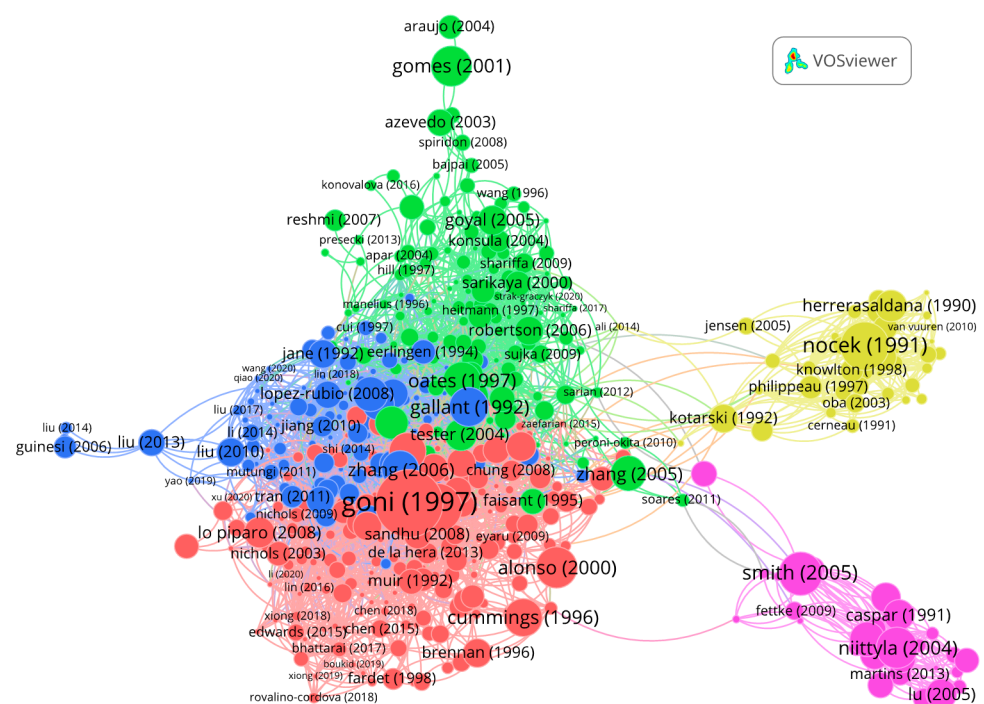 araujo (2004)
VOSviewer
gomes (2001)
azevedo (2003)
spiridon (2008)
bajpai (2005)
konovalova (2016)
wang (1996)
reshmi (2007)
goyal (2005)
presecki (2013)
konsula (2004)
apar (2004)
shariffa (2009)
hill (1997)
sarikaya (2000)
strak-graczyk (2020)
manelius (1996)
heitmann (1997)
shariffa (2017)
herrerasaldana (1990)
cui (1997)
robertson (2006)
ali (2014)
jensen (2005)
van vuuren (2010)
nocek (1991)
jane (1992)
eerlingen (1994)
sujka (2009)
wang (2020)
lin (2018)
knowlton (1998)
qiao (2020)
oates (1997)
philippeau (1997)
lopez-rubio (2008)
sarian (2012)
oba (2003)
liu (2017)
gallant (1992)
kotarski (1992)
liu (2014)
li (2014)
jiang (2010)
zaefarian (2015)
cerneau (1991)
guinesi (2006)
liu (2013)
tester (2004)
peroni-okita (2010)
liu (2010)
shi (2014)
mutungi (2011)
zhang (2006)
chung (2008)
zhang (2005)
yao (2019)
xu (2020)
tran (2011)
goni (1997)
faisant (1995)
soares (2011)
nichols (2009)
lo piparo (2008)
sandhu (2008)
eyaru (2009)
nichols (2003)
de la hera (2013)
alonso (2000)
smith (2005)
li (2020)
lin (2016)
muir (1992)
xiong (2018)
chen (2018)
cummings (1996)
fettke (2009)
caspar (1991)
edwards (2015)
chen (2015)
bhattarai (2017)
brennan (1996)
niittyla (2004)
boukid (2019)
xiong (2019)
fardet (1998)
martins (2013)
rovalino-cordova (2018)
lu (2005)